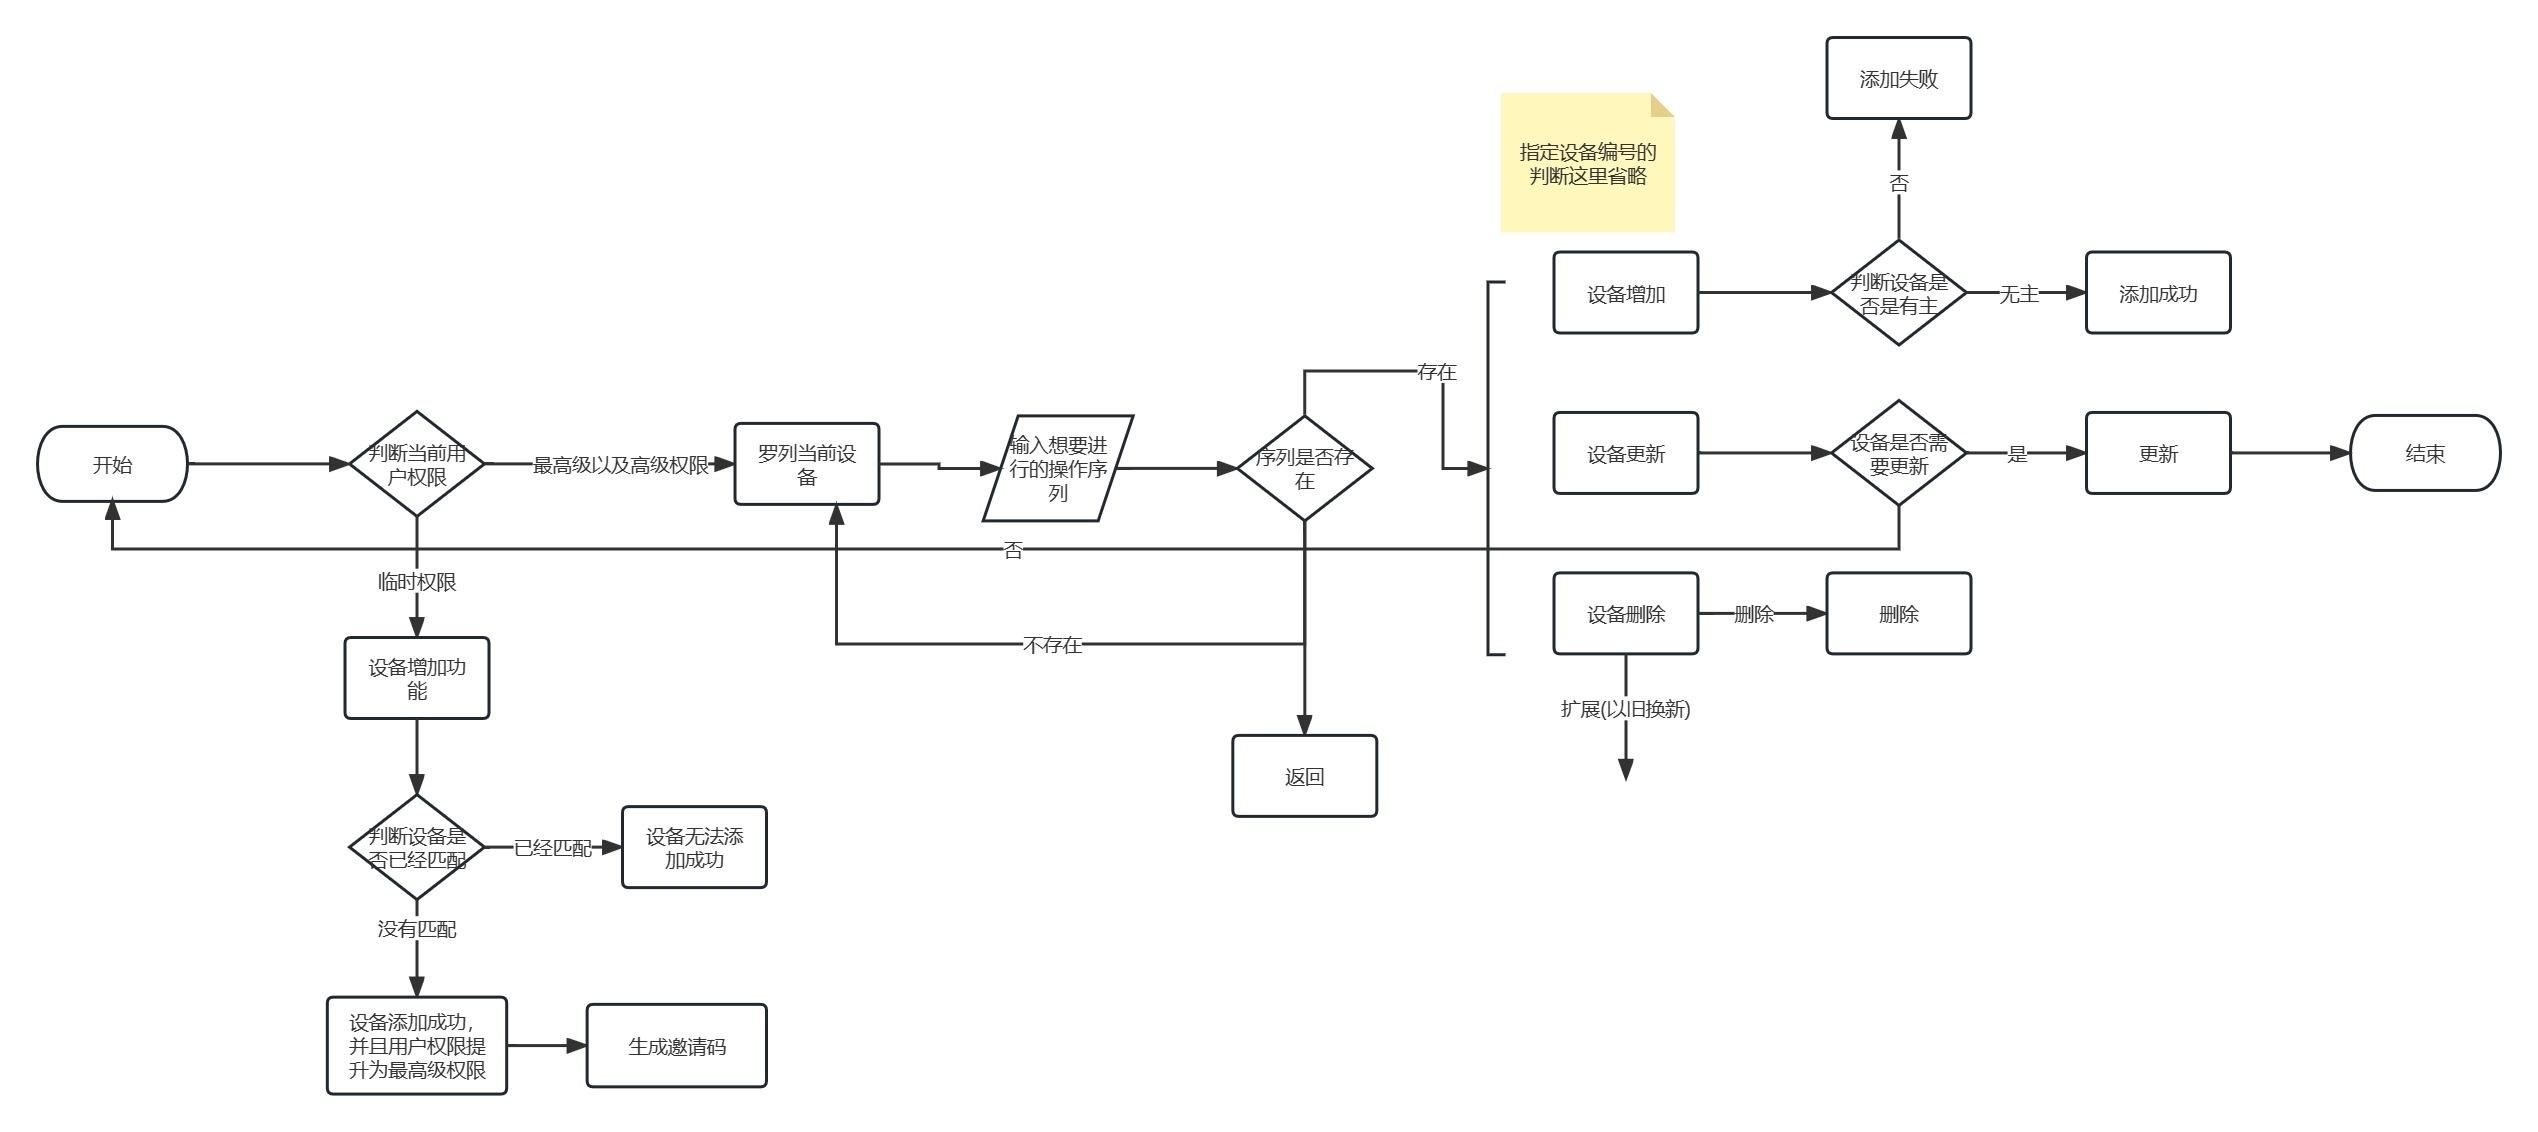 添加失败
指定设备编号的
判断这里省略
否
设备增加
判断设备是
否是有主
无主
添加成功
存在
开始
判断当前用
户权限
最高级以及高级权限
罗列当前设
备
输入想要进
行的操作序
列
序列是否存
在
设备更新
设备是否需
要更新
是
更新
结束
否
临时权限
设备删除
删除
删除
不存在
设备增加功
能
扩展(以旧换新)
返回
判断设备是
否已经匹配
已经匹配
设备无法添
加成功
没有匹配
设备添加成功，
并且用户权限提
升为最高级权限
生成邀请码